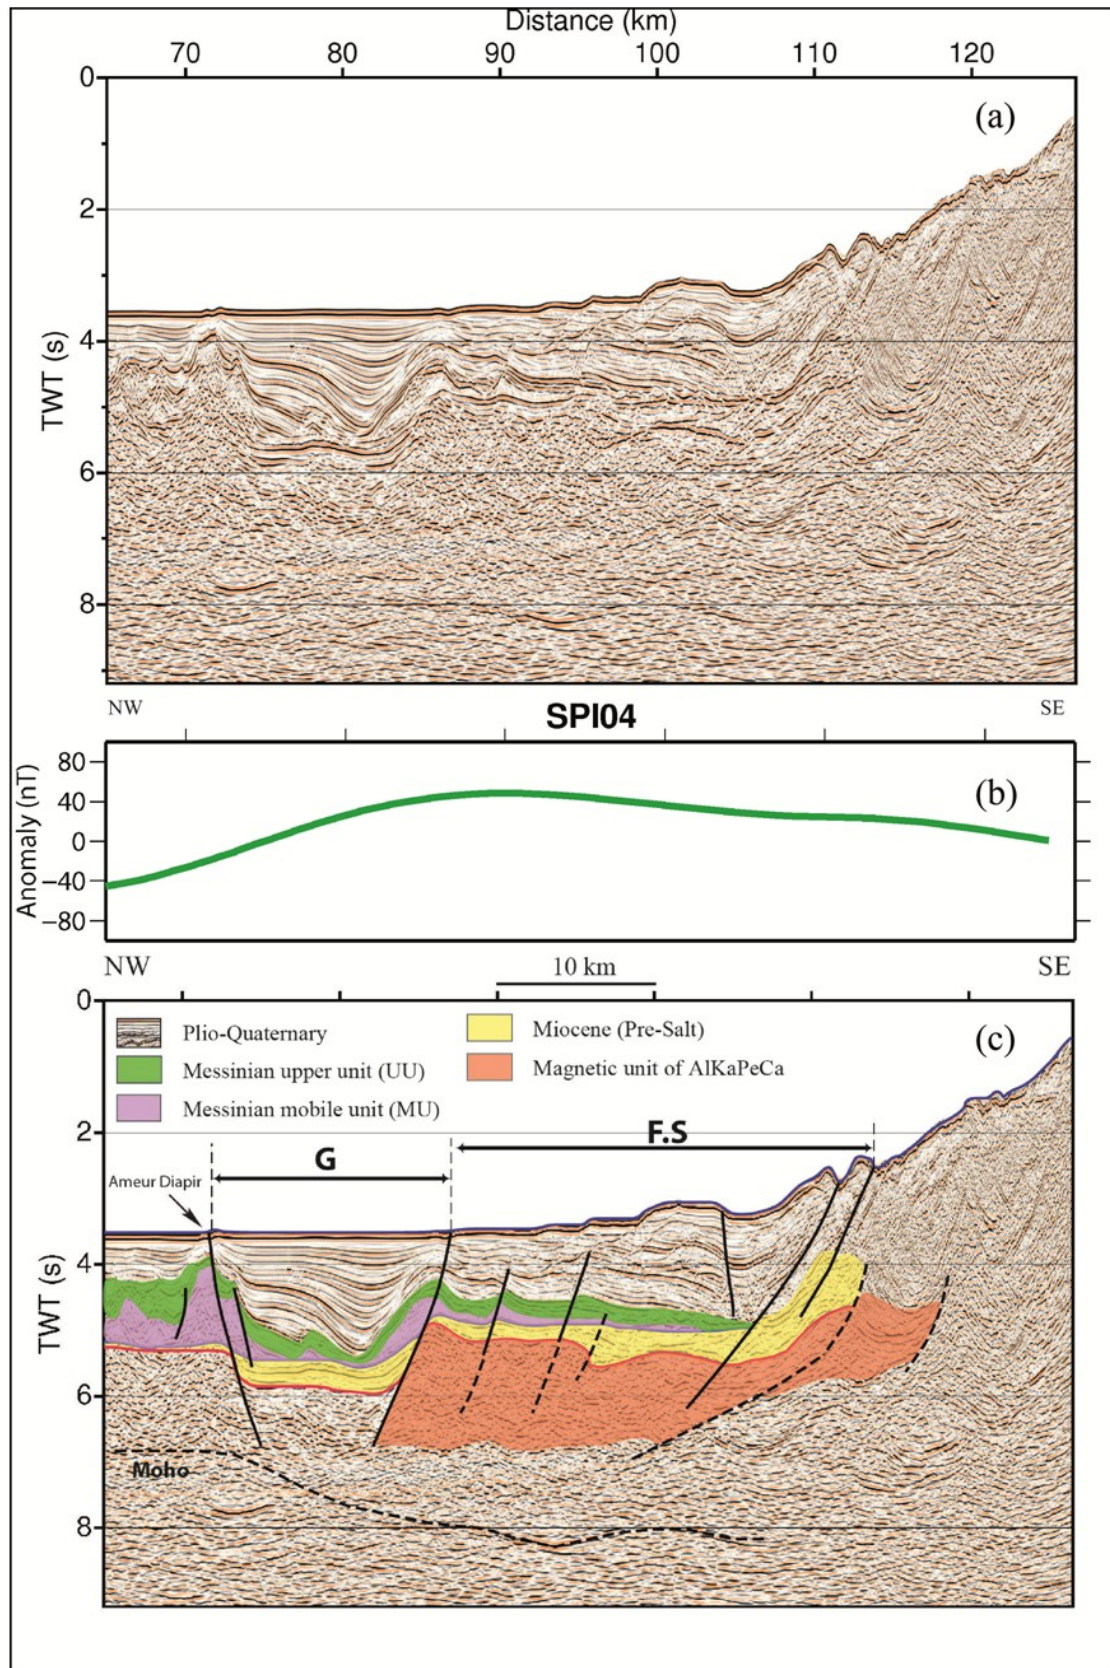 Distance (km)
70 80 90 100 110 120
(a)
0
2
4
6
8
TWT (s)
NW SPI04 SE
(b)
80
40
0
−40
−80
Anomaly (nT)
NW 10 km SE
(c)
Plio-Quaternary
Messinian upper unit (UU)
Messinian mobile unit (MU)
Miocene (Pre-Salt)
Magnetic unit of AlKaPeCa
F.S
G
Ameur Diapir
Moho
0
2
4
6
8
TWT (s)